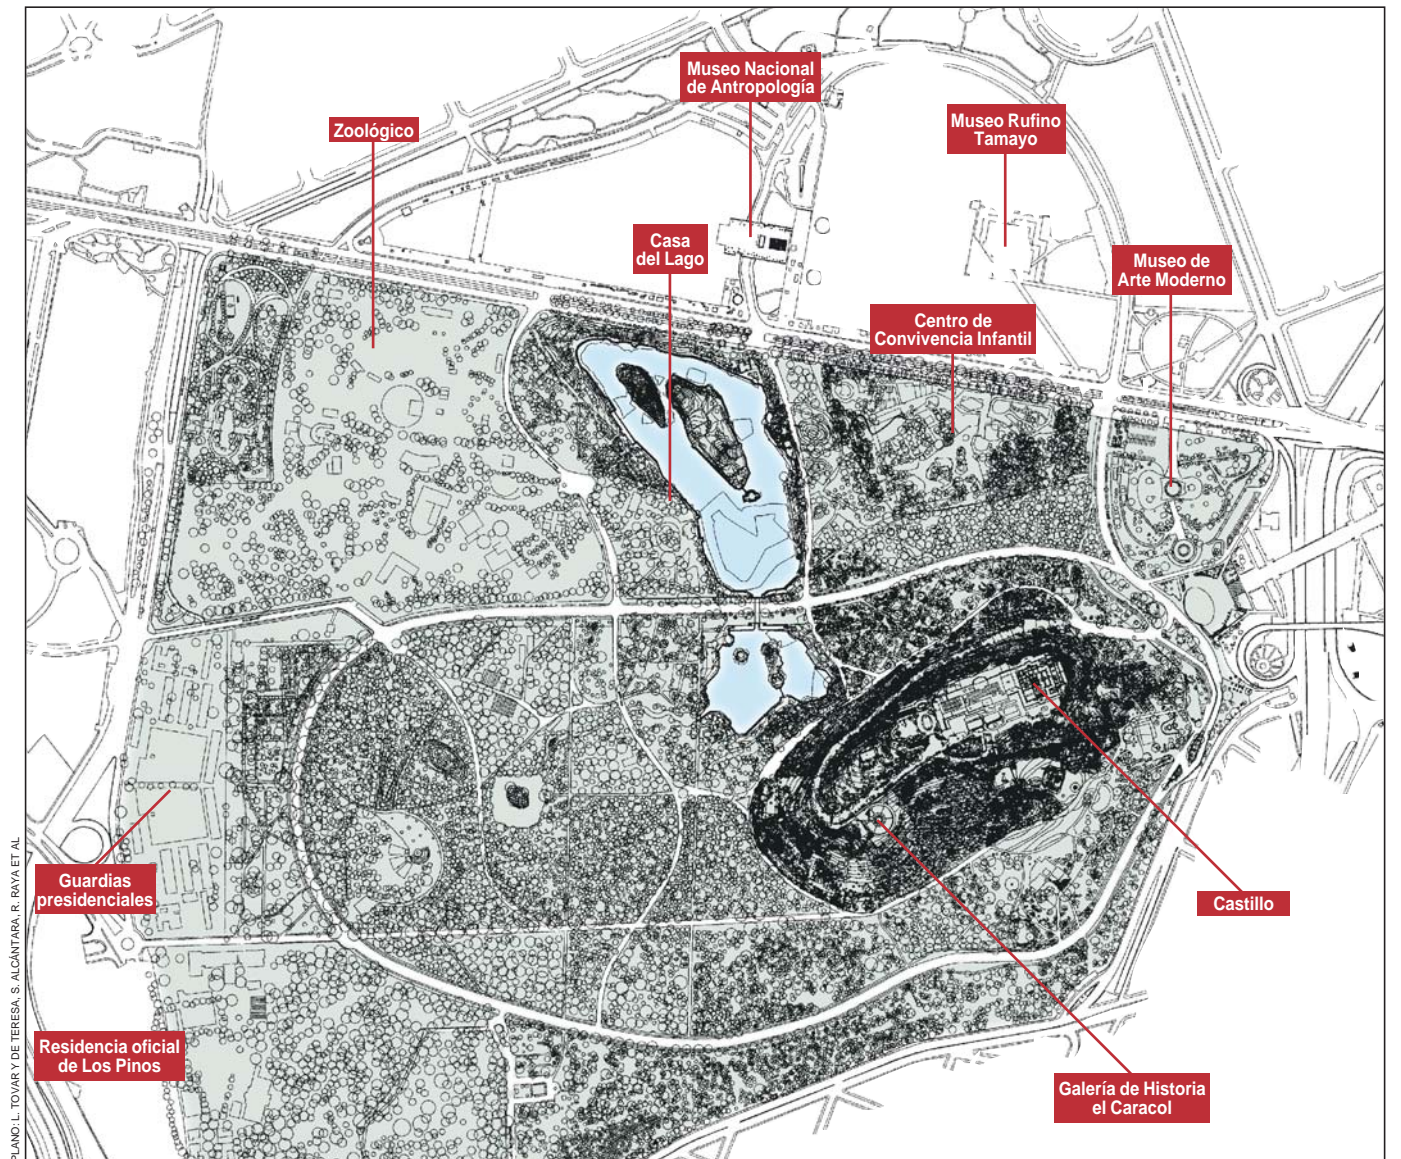 Museo Nacional
de Antropología
Museo Rufino
Tamayo
Zoológico
Casa
del Lago
Museo de
Arte Moderno
Centro de
Convivencia Infantil
Guardias
presidenciales
Castillo
Residencia oficial
de Los Pinos
Galería de Historia
el Caracol
PLANO: L. TOVAR Y DE TERESA, S. ALCÁNTARA, R. RAYA ET AL